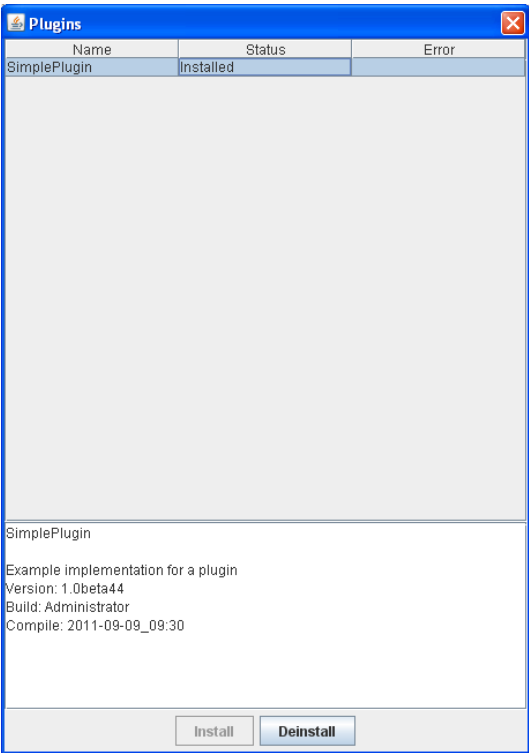 Plugins
Name Status Error
SimplePlugin Installed
SimplePlugin
Example implementation for a plugin
Version: 1.0beta44
Build: Administrator
Compile: 2011-09-09_09:30
Install Deinstall